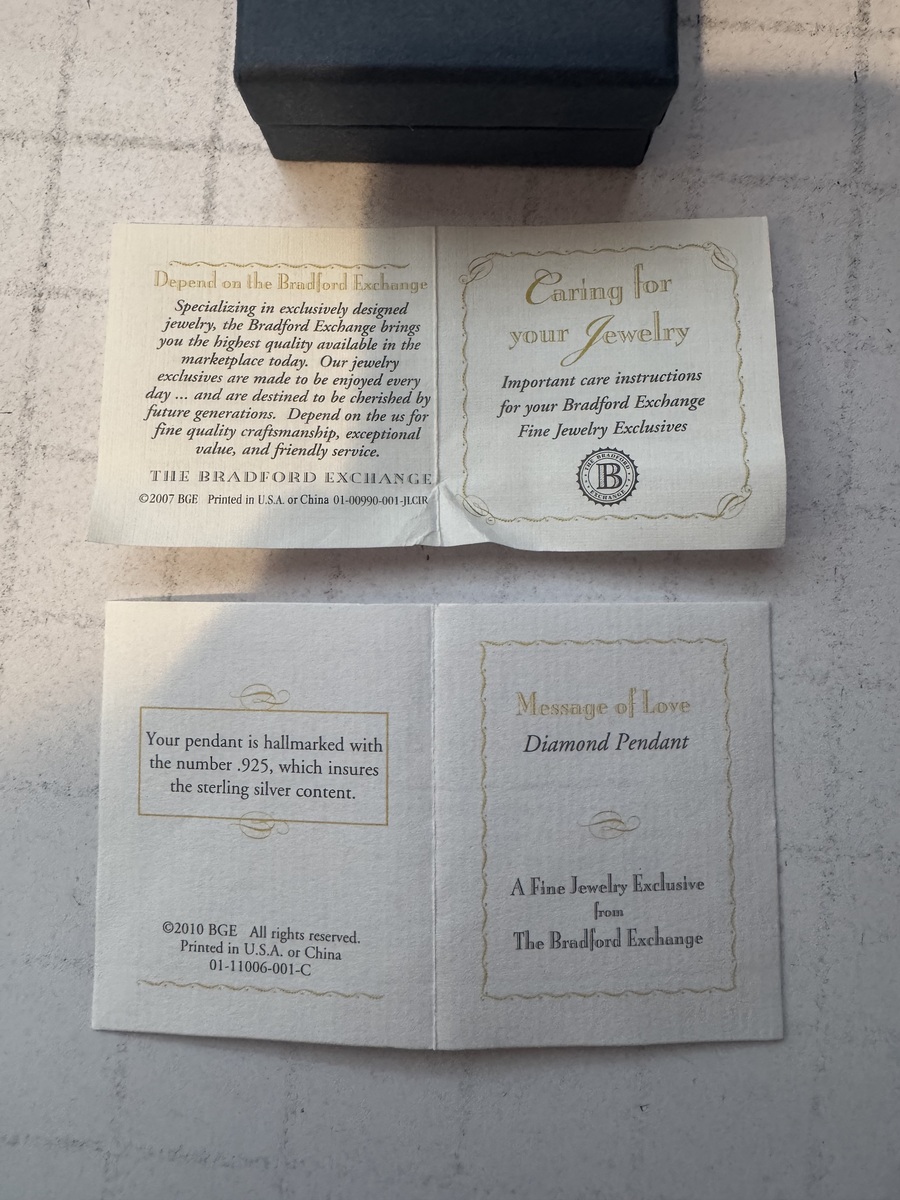 Depend on the Bradford Exchange
Specializing in exclusively designed
jewelry, the Bradford Exchange brings
you the highest quality available in the
marketplace today.  Our jewelry
exclusives are made to be enjoyed every
day ... and are destined to be cherished by
future generations.  Depend on the us for
fine quality craftsmanship, exceptional
value, and friendly service.
THE BRADFORD EXCHANGE
©2007 BGE   Printed in U.S.A. or China  01-00990-001-JLCIR
Caring for
your Jewelry
Important care instructions
for your Bradford Exchange
Fine Jewelry Exclusives
THE BRADFORD
B
EXCHANGE
Your pendant is hallmarked with
the number .925, which insures
the sterling silver content.
©2010 BGE   All rights reserved.
Printed in U.S.A. or China
01-11006-001-C
Message of Love
Diamond Pendant
A Fine Jewelry Exclusive
from
The Bradford Exchange